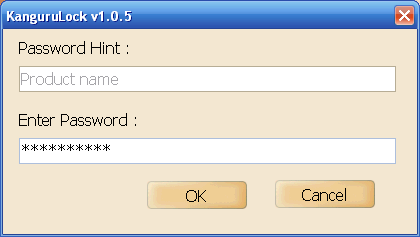 KanguruLock v1.0.5
Password Hint :
Product name
Enter Password :
**********
OK Cancel